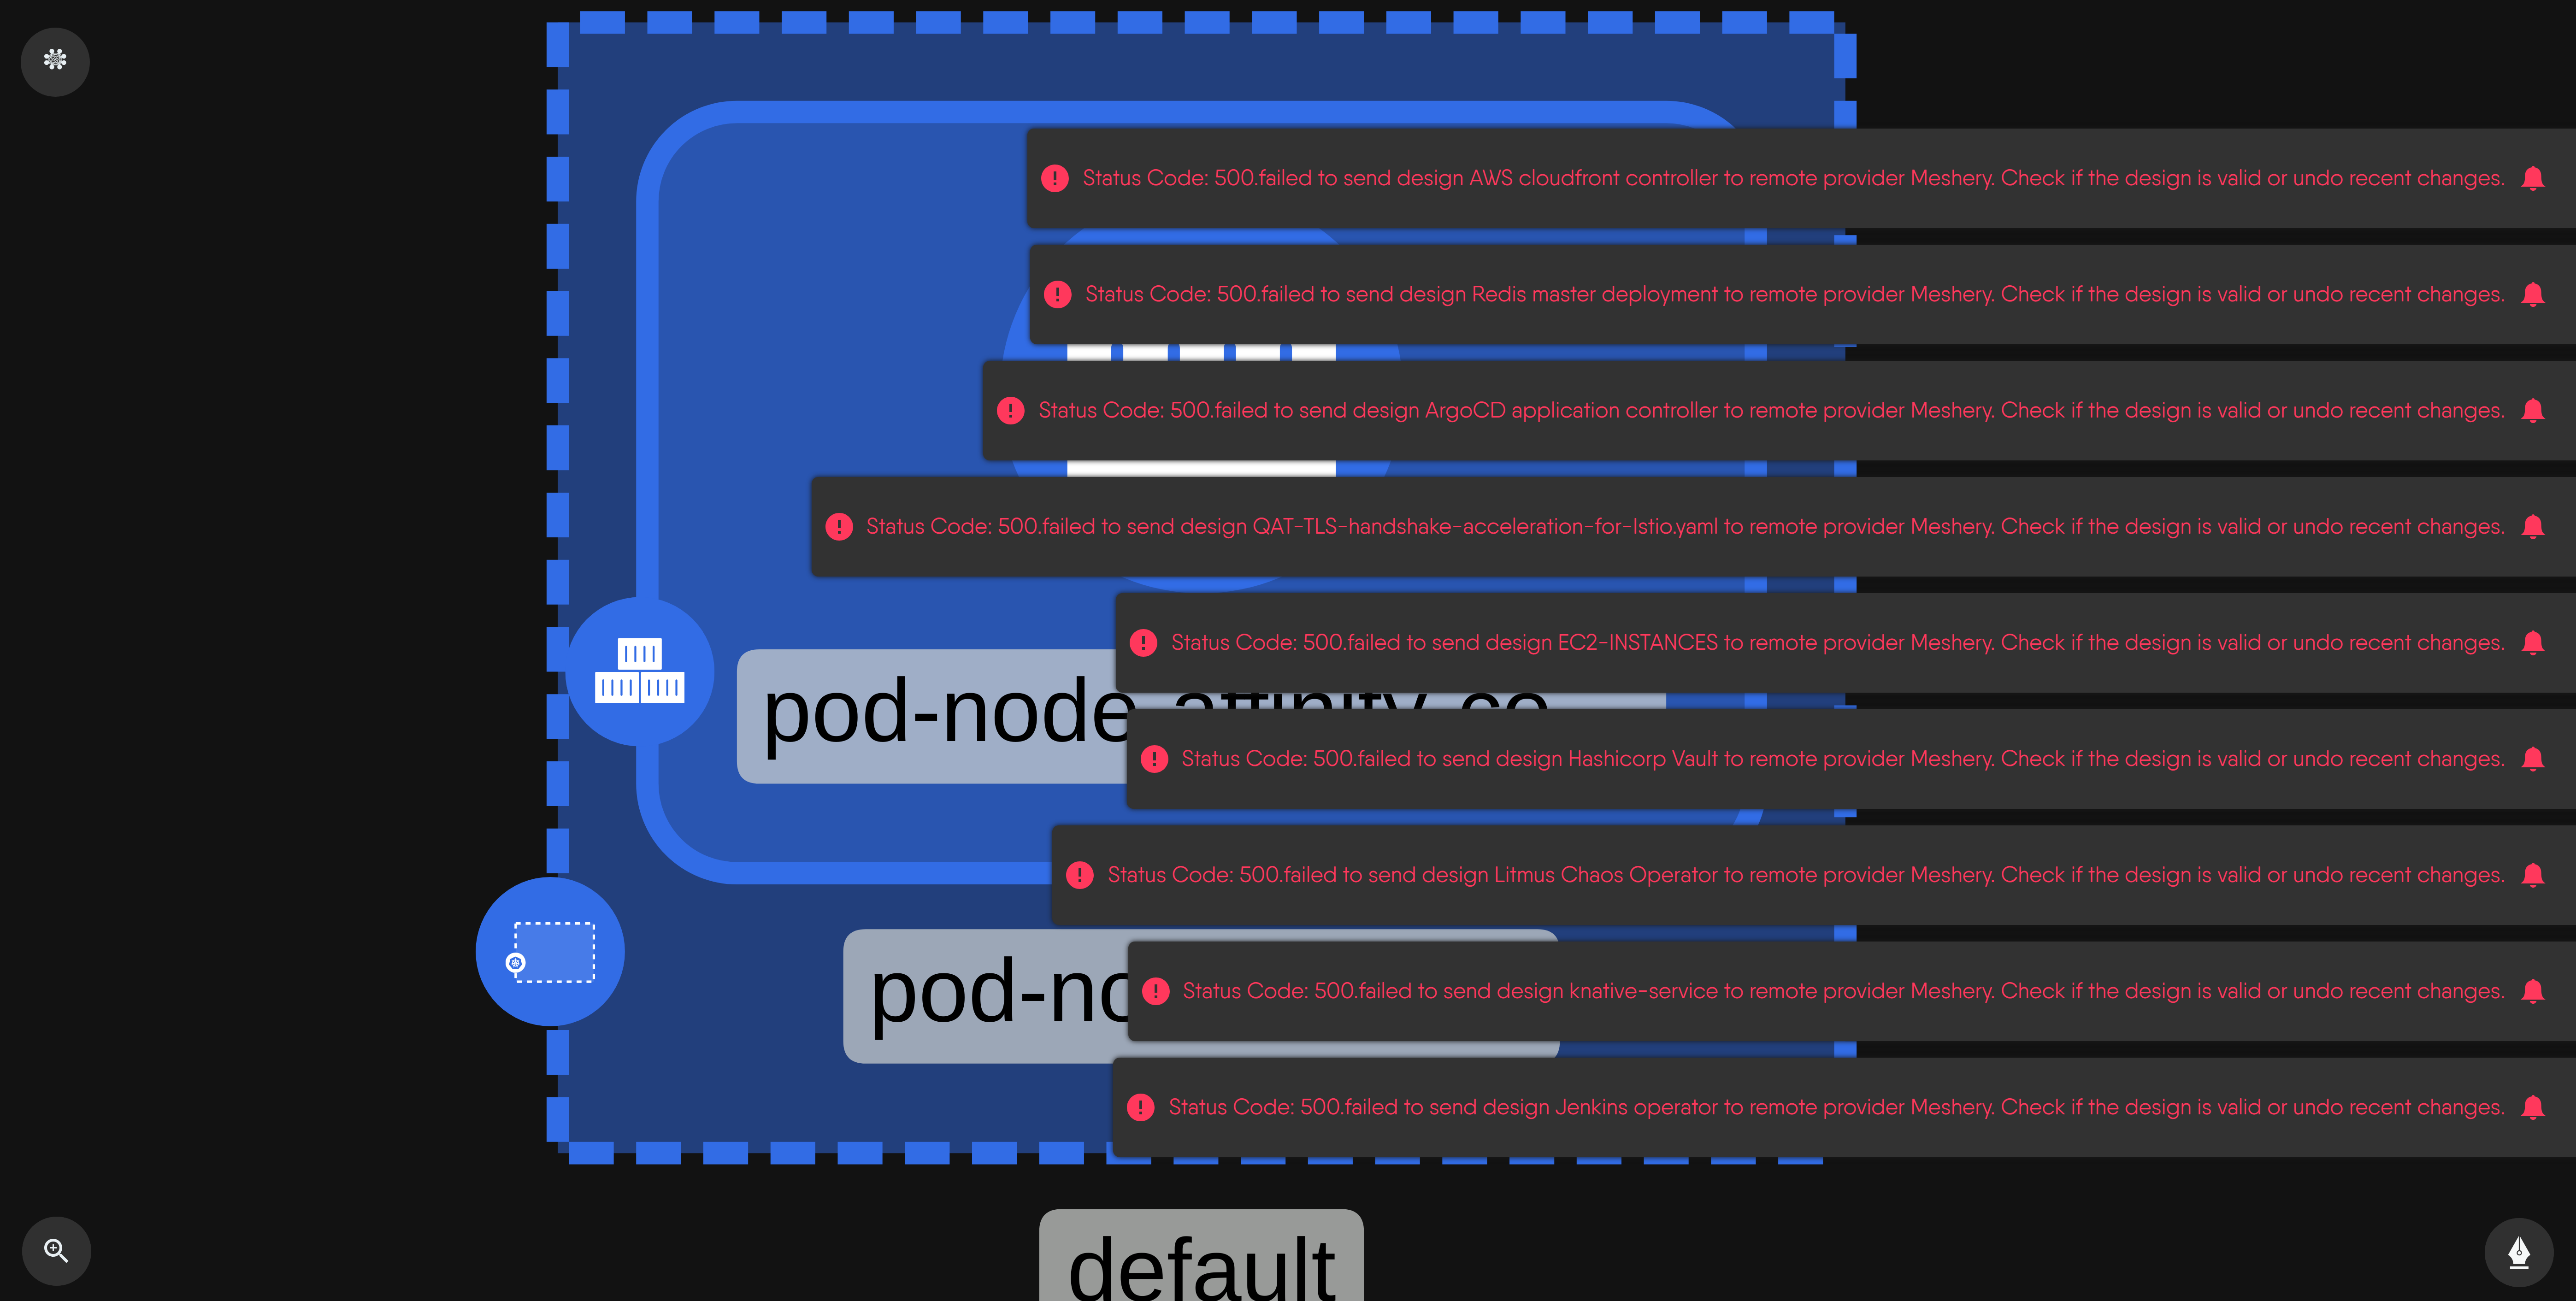 Status Code: 500.failed to send design AWS cloudfront controller to remote provider Meshery. Check if the design is valid or undo recent changes.
Status Code: 500.failed to send design Redis master deployment to remote provider Meshery. Check if the design is valid or undo recent changes.
Status Code: 500.failed to send design ArgoCD application controller to remote provider Meshery. Check if the design is valid or undo recent changes.
Status Code: 500.failed to send design QAT-TLS-handshake-acceleration-for-Istio.yaml to remote provider Meshery. Check if the design is valid or undo recent changes.
Status Code: 500.failed to send design EC2-INSTANCES to remote provider Meshery. Check if the design is valid or undo recent changes.
pod-node-affinity-co
Status Code: 500.failed to send design Hashicorp Vault to remote provider Meshery. Check if the design is valid or undo recent changes.
Status Code: 500.failed to send design Litmus Chaos Operator to remote provider Meshery. Check if the design is valid or undo recent changes.
pod-no
Status Code: 500.failed to send design knative-service to remote provider Meshery. Check if the design is valid or undo recent changes.
Status Code: 500.failed to send design Jenkins operator to remote provider Meshery. Check if the design is valid or undo recent changes.
default